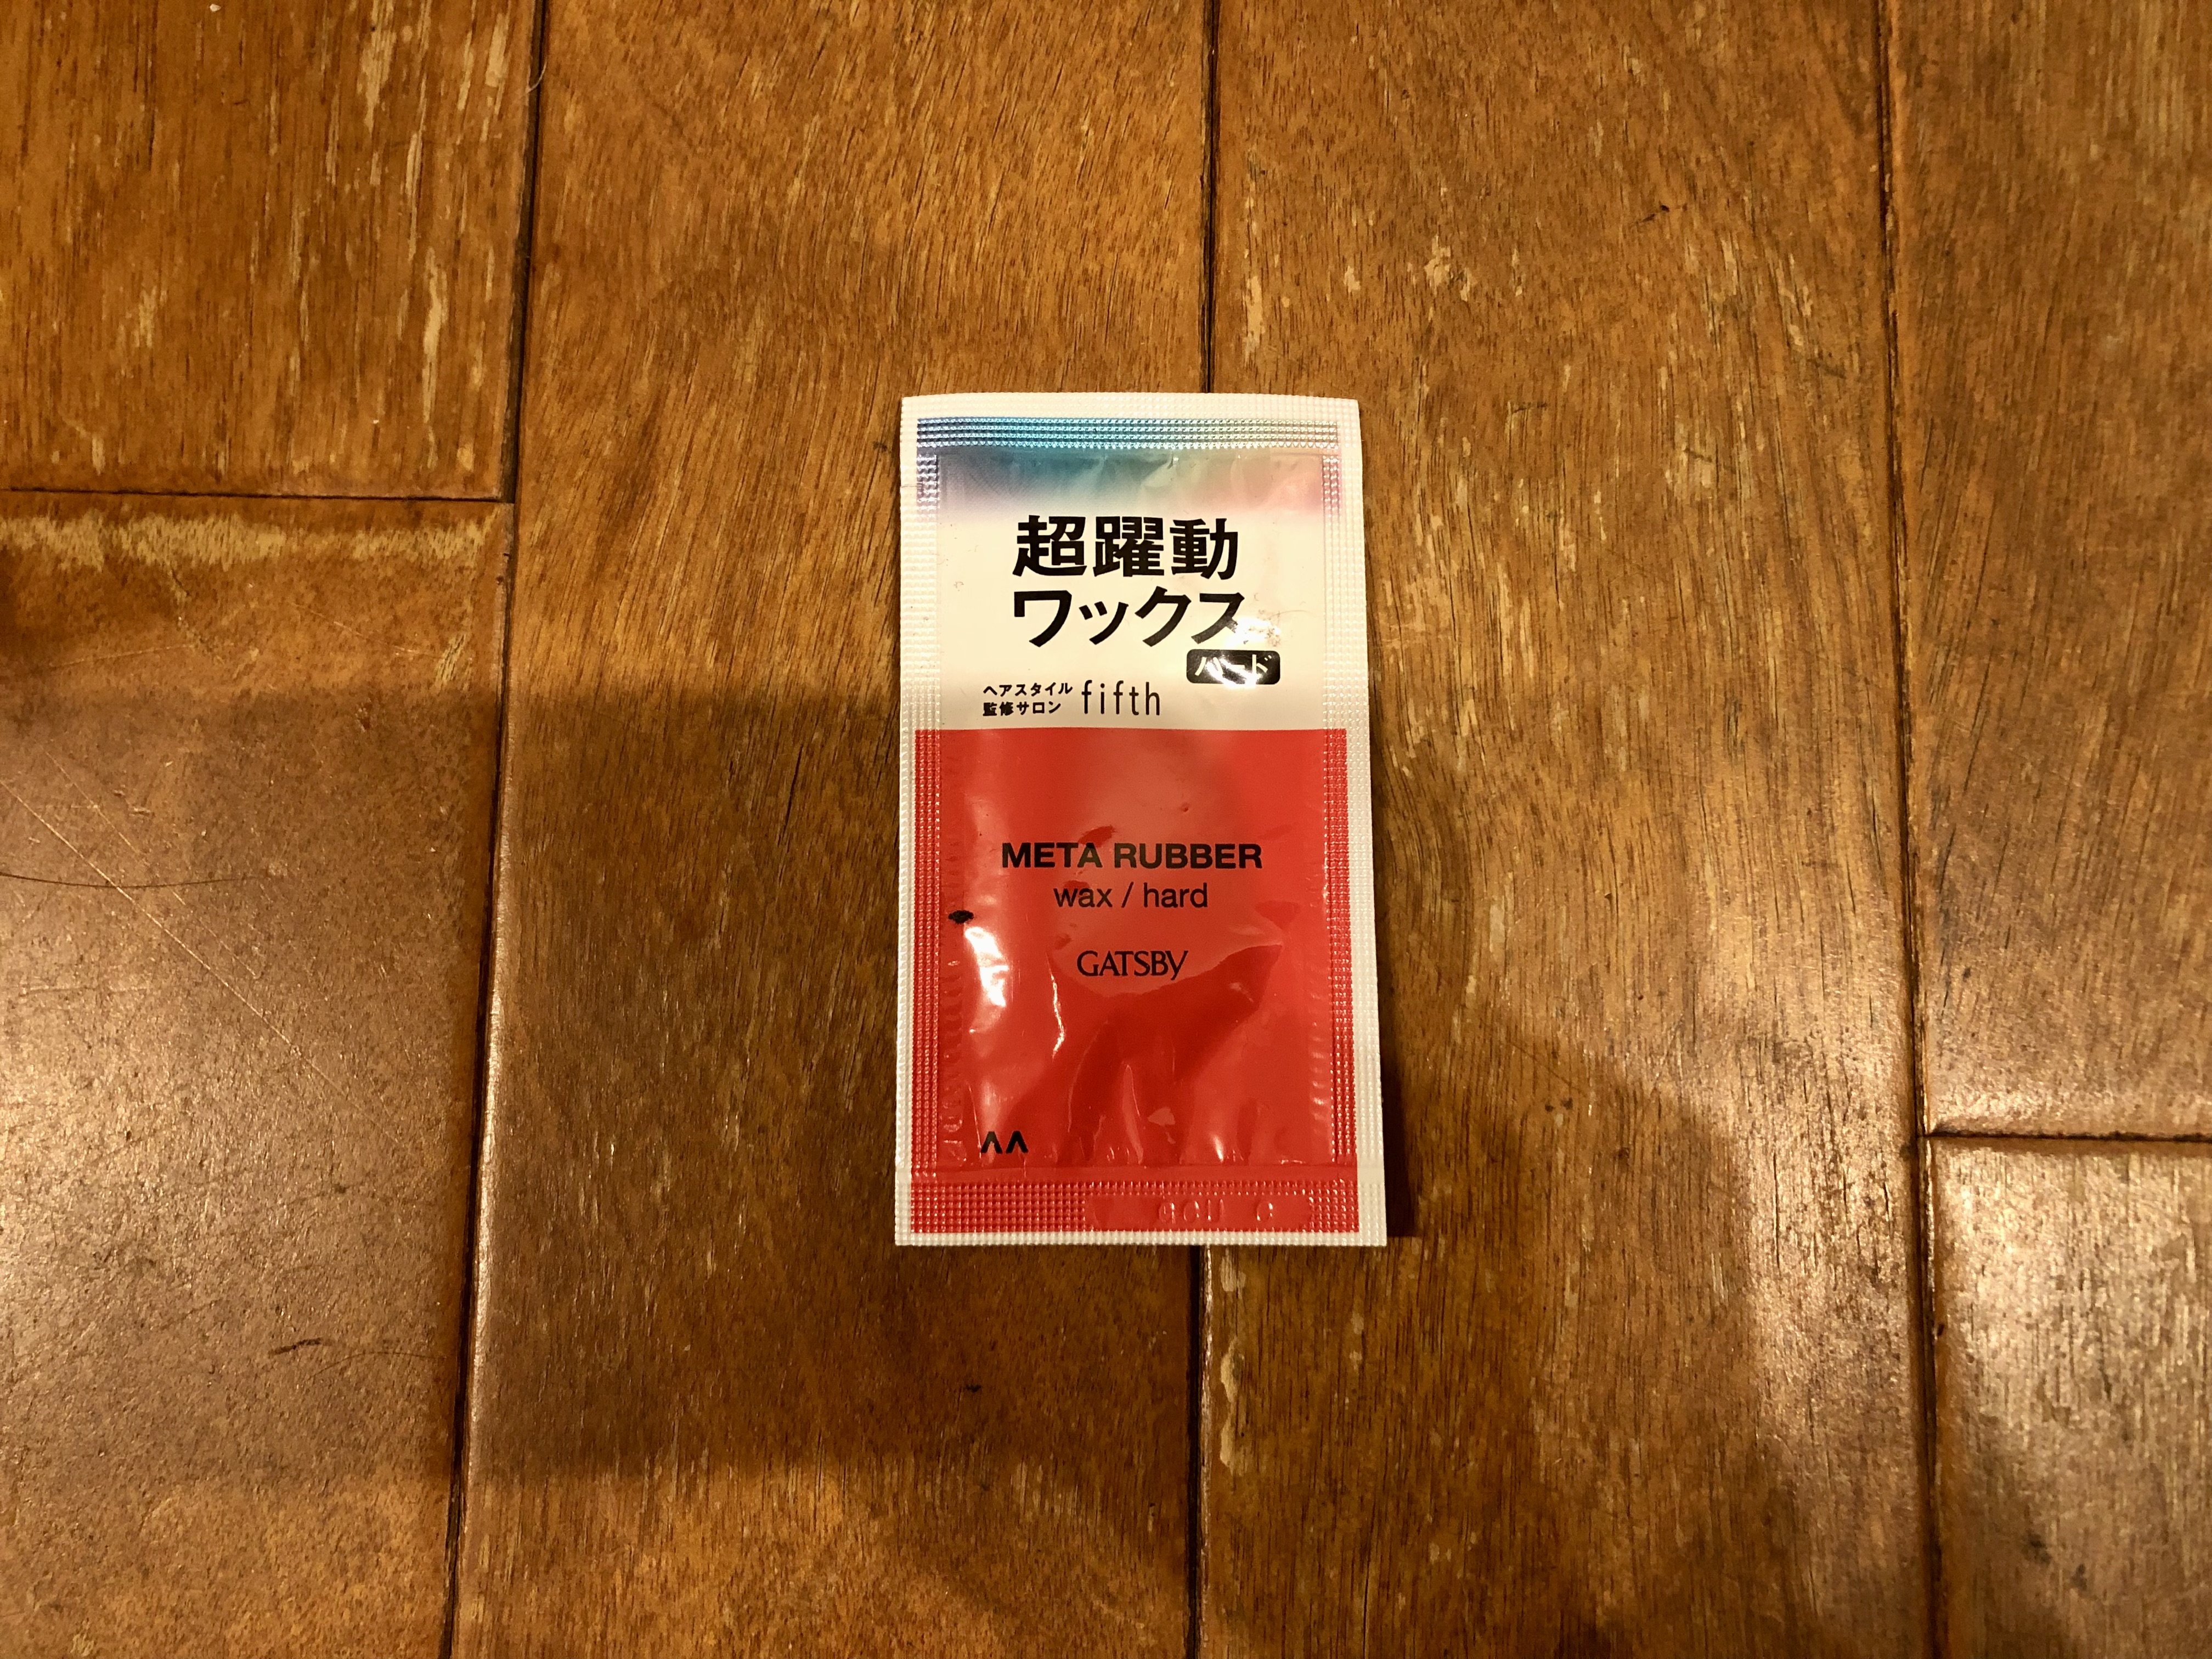 超躍動
ワックス
ハード
ヘアスタイル
監修サロン fifth
META RUBBER
wax / hard
GATSBY